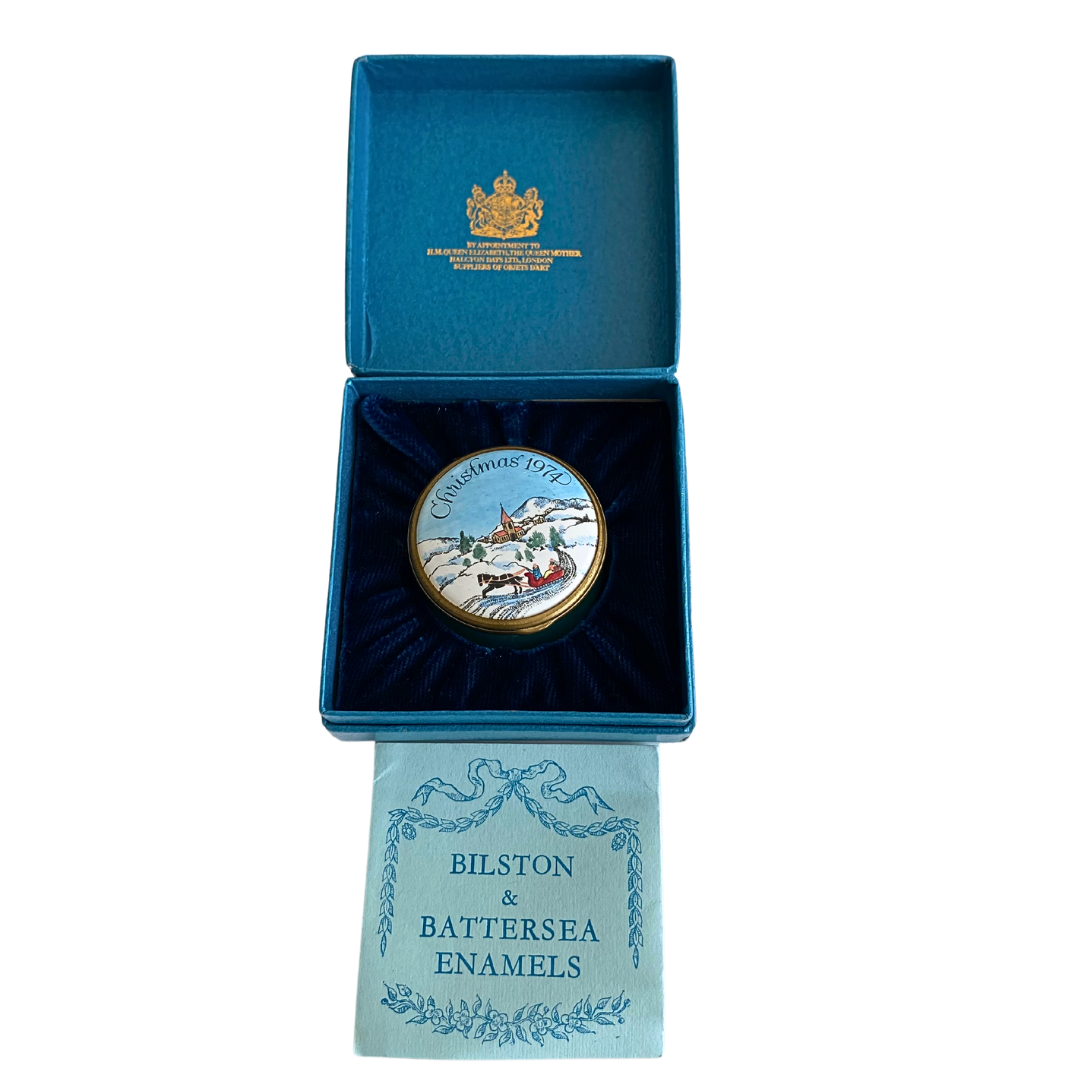 BY APPOINTMENT TO
H.M.QUEEN ELIZABETH, THE QUEEN MOTHER
HALCYON DAYS LTD., LONDON
SUPPLIERS OF OBJETS D'ART
Christmas 1974
BILSTON
&
BATTERSEA
ENAMELS